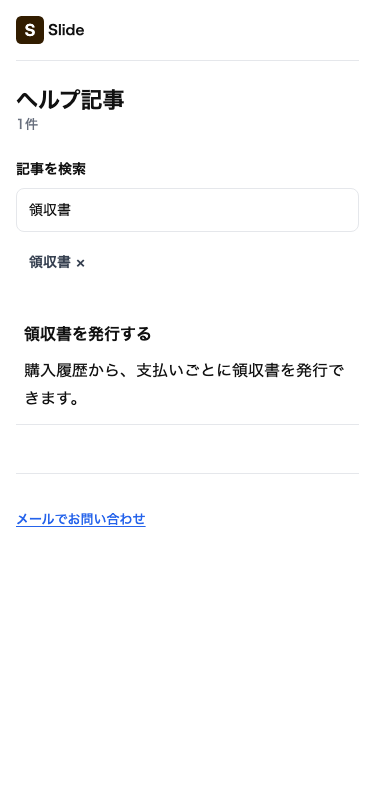 S Slide
ヘルプ記事
1件
記事を検索
領収書
領収書 ×
領収書を発行する
購入履歴から、支払いごとに領収書を発行で
きます。
メールでお問い合わせ